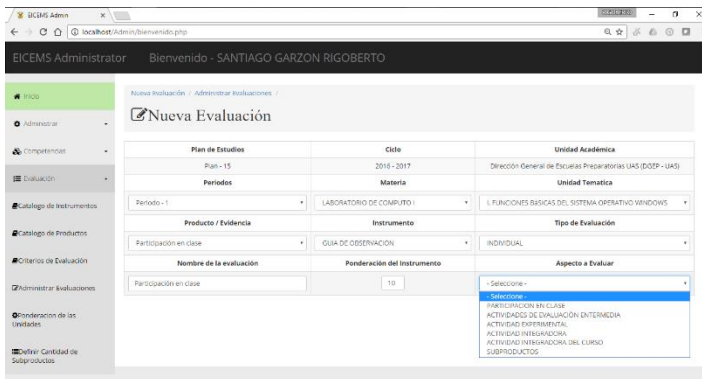 EICEMS Admin
localhost/Admin/bienvenido.php
EICEMS Administrator Bienvenido - SANTIAGO GARZON RIGOBERTO
Inicio
Administrar
Competencias
Evaluación
Catalogo de Instrumentos
Catalogo de Productos
Criterios de Evaluación
Administrar Evaluaciones
Ponderacion de las
Unidades
Definir Cantidad de
Subproductos
Nueva Evaluación / Administrar Evaluaciones /
Nueva Evaluación
Plan de Estudios Ciclo Unidad Académica
Plan - 15 2016 - 2017 Dirección General de Escuelas Preparatorias UAS (DGEP - UAS)
Periodos Materia Unidad Tematica
Periodo - 1 LABORATORIO DE COMPUTO I I. FUNCIONES BASICAS DEL SISTEMA OPERATIVO WINDOWS
Producto / Evidencia Instrumento Tipo de Evaluación
Participación en clase GUIA DE OBSERVACIÓN INDIVIDUAL
Nombre de la evaluación Ponderación del Instrumento Aspecto a Evaluar
Participación en clase 10 - Seleccione -
- Seleccione -
PARTICIPACION EN CLASE
ACTIVIDADES DE EVALUACIÓN ENTERMEDIA
ACTIVIDAD EXPERIMENTAL
ACTIVIDAD INTEGRADORA
ACTIVIDAD INTEGRADORA DEL CURSO
SUBPRODUCTOS